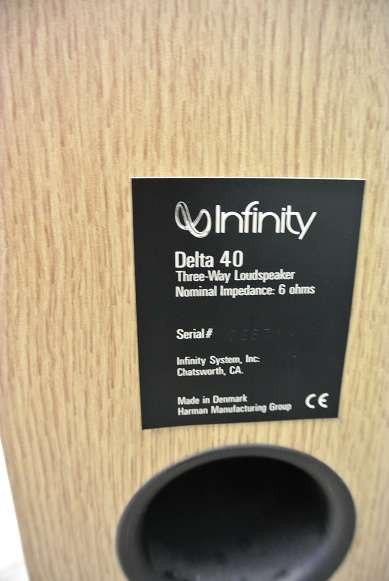 Infinity
Delta 40
Three-Way Loudspeaker
Nominal Impedance: 6 ohms
Serial#
Infinity System, Inc:
Chatsworth, CA.
Made in Denmark
Harman Manufacturing Group CE